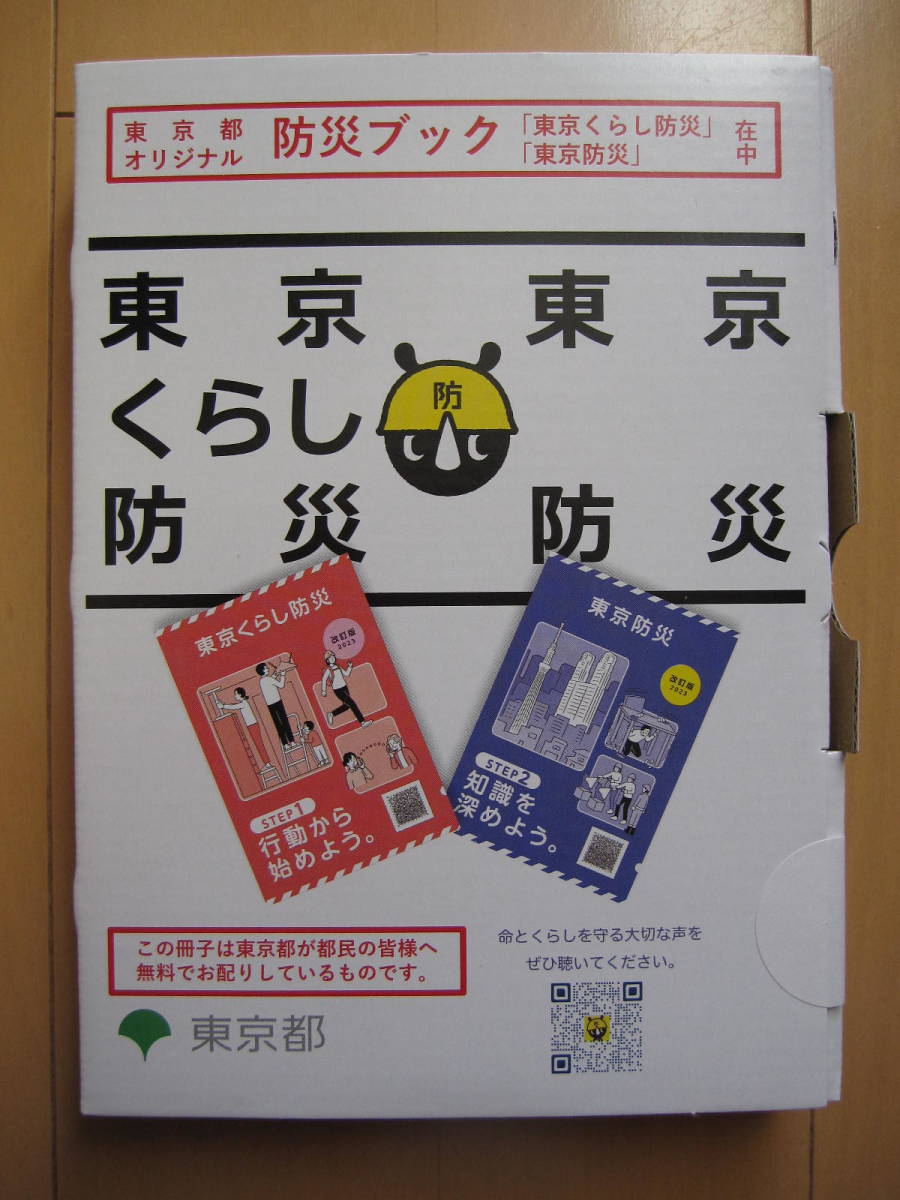 東京都
オリジナル
防災ブック
「東京くらし防災」
「東京防災」
在中
東京
くらし
防災
防
東京
防災
東京くらし防災
改訂版
2023
STEP1
行動から
始めよう。
東京防災
改訂版
2023
STEP2
知識を
深めよう。
この冊子は東京都が都民の皆様へ
無料でお配りしているものです。
東京都
命とくらしを守る大切な声を
ぜひ聴いてください。